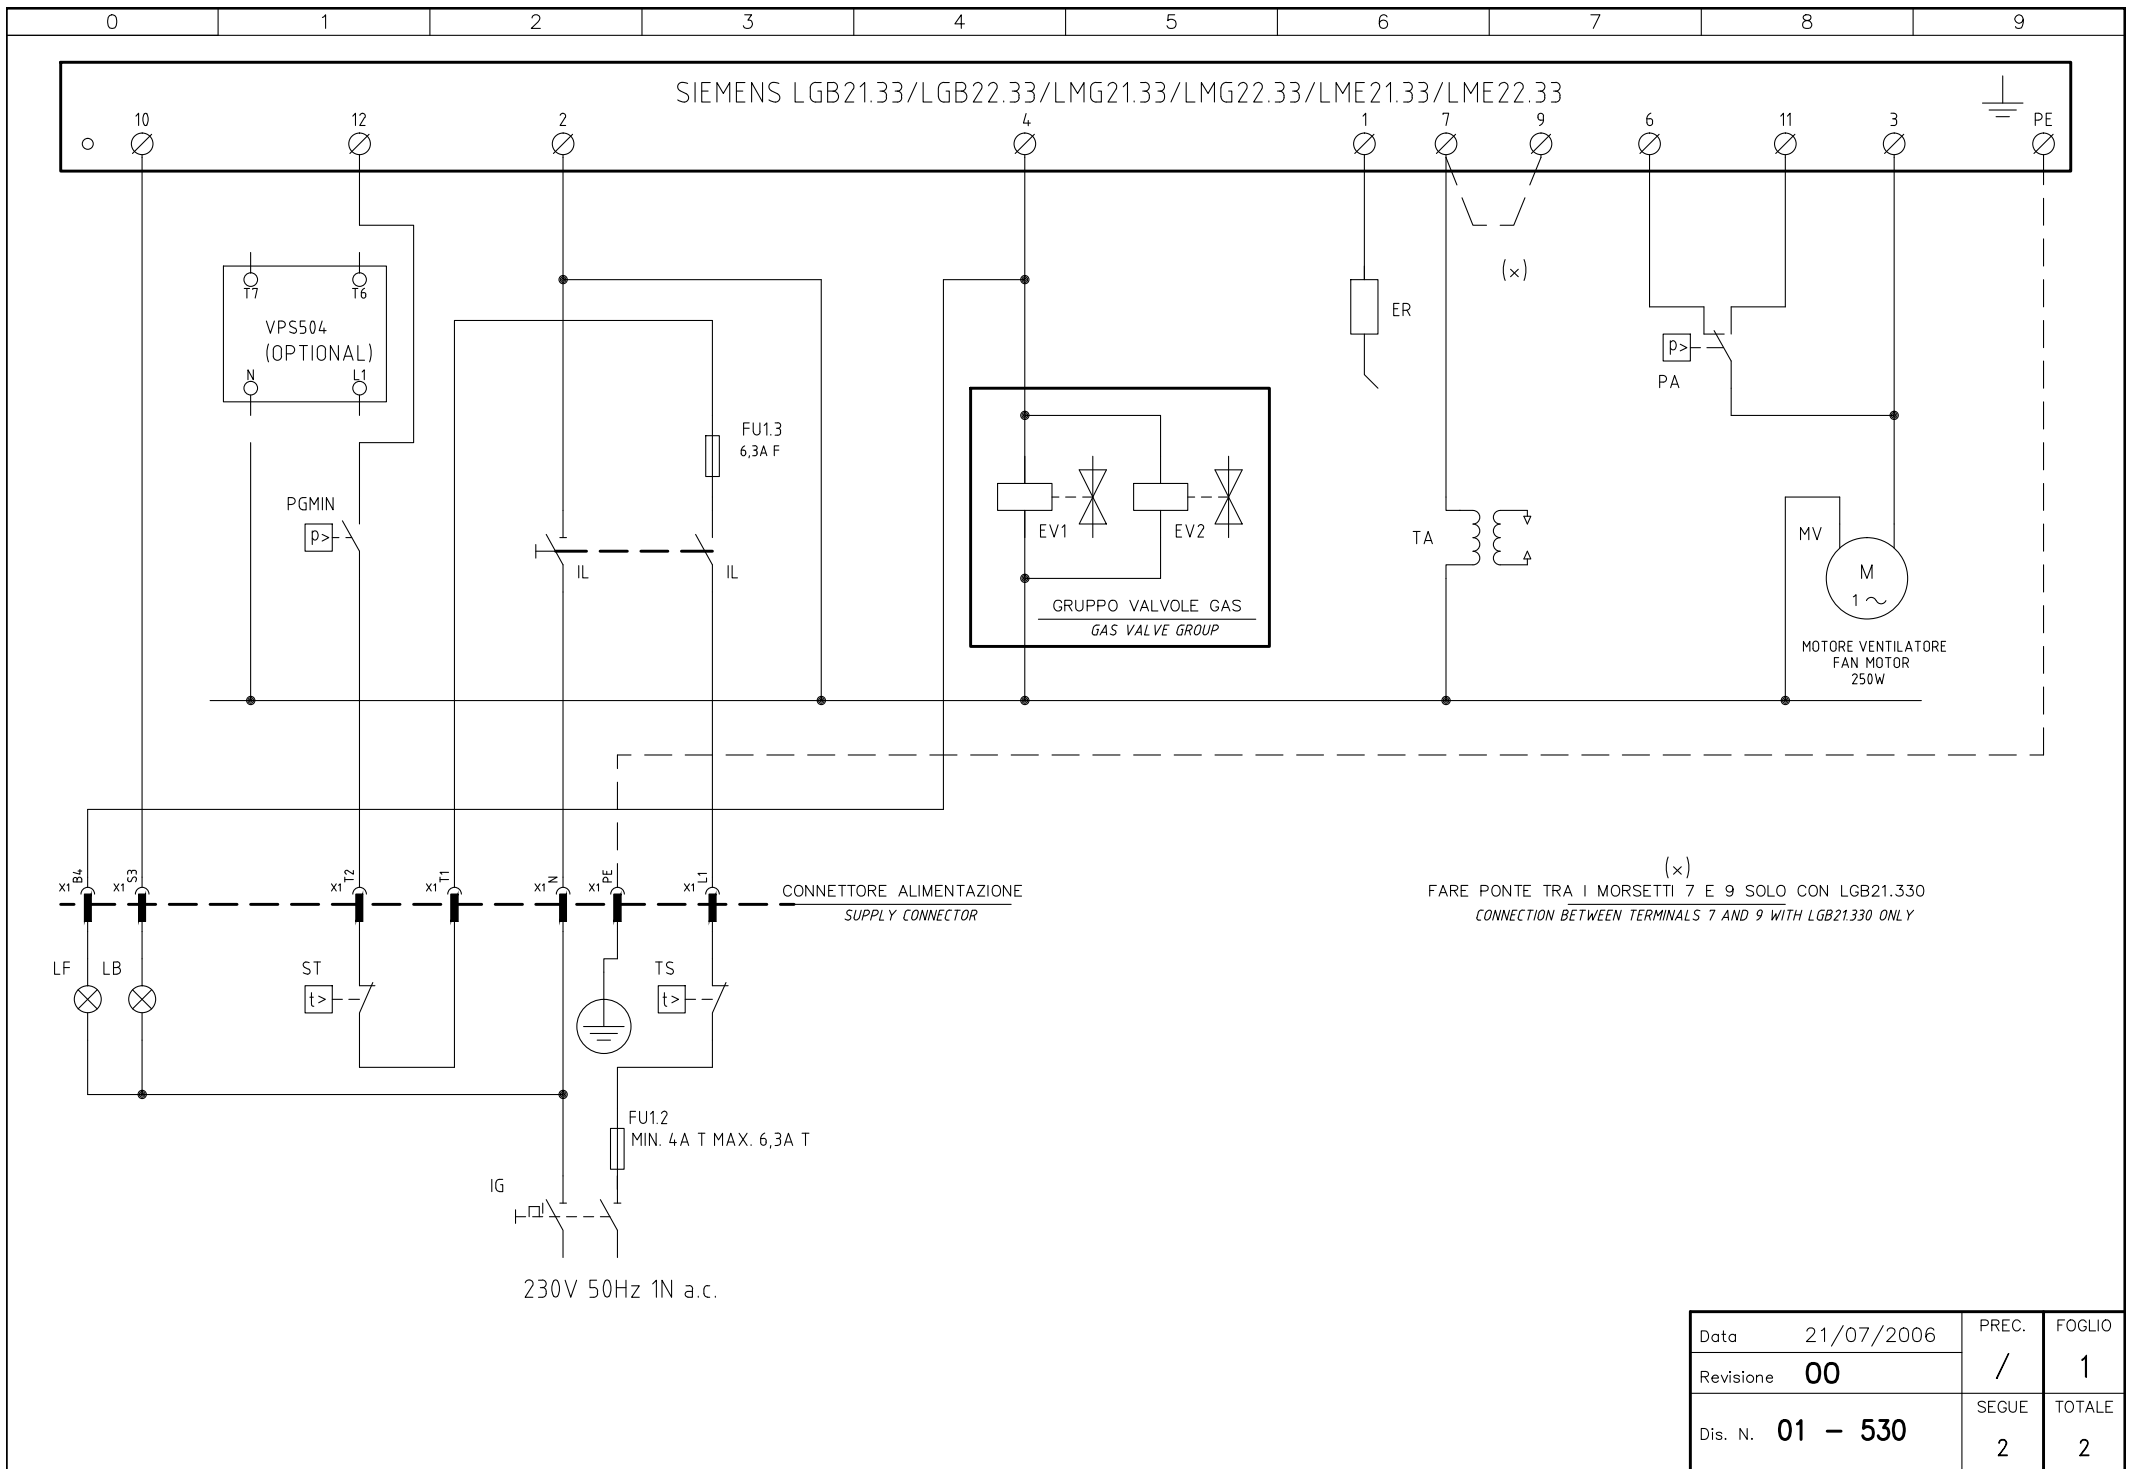 0 1 2 3 4 5 6 7 8 9
SIEMENS LGB21.33/LGB22.33/LMG21.33/LMG22.33/LME21.33/LME22.33
10 12 2 4 1 7 9 6 11 3 PE
(x)
T7 T6
VPS504
(OPTIONAL)
N L1
ER
p>
PA
FU1.3
6,3A F
PGMIN
p>
IL IL
EV1 EV2
GRUPPO VALVOLE GAS
GAS VALVE GROUP
TA
MV
M
1~
MOTORE VENTILATORE
FAN MOTOR
250W
X1 B4 X1 S3 X1 T2 X1 T1 X1 N X1 PE X1 L1
CONNETTORE ALIMENTAZIONE
SUPPLY CONNECTOR
(x)
FARE PONTE TRA I MORSETTI 7 E 9 SOLO CON LGB21.330
CONNECTION BETWEEN TERMINALS 7 AND 9 WITH LGB21.330 ONLY
LF LB ST TS
t> t>
FU1.2
MIN. 4A T MAX. 6,3A T
IG
230V 50Hz 1N a.c.
Data 21/07/2006
PREC.
/
FOGLIO
1
Revisione 00
Dis. N. 01 - 530
SEGUE
2
TOTALE
2